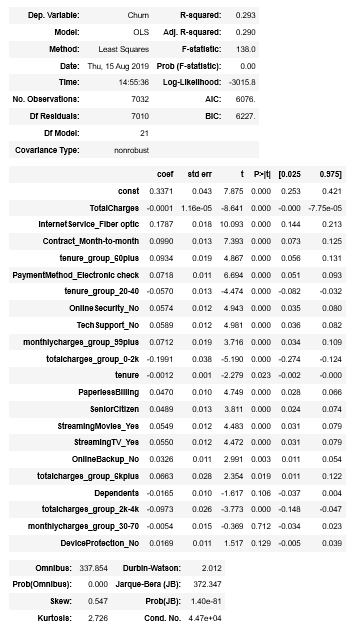 Dep. Variable: Churn R-squared: 0.293
Model: OLS Adj. R-squared: 0.290
Method: Least Squares F-statistic: 138.0
Date: Thu, 15 Aug 2019 Prob (F-statistic): 0.00
Time: 14:55:36 Log-Likelihood: -3015.8
No. Observations: 7032 AIC: 6076.
Df Residuals: 7010 BIC: 6227.
Df Model: 21
Covariance Type: nonrobust
coef std err t P>|t| [0.025 0.975]
const 0.3371 0.043 7.875 0.000 0.253 0.421
TotalCharges -0.0001 1.16e-05 -8.641 0.000 -0.000 -7.75e-05
InternetService_Fiber optic 0.1787 0.018 10.093 0.000 0.144 0.213
Contract_Month-to-month 0.0990 0.013 7.393 0.000 0.073 0.125
tenure_group_60plus 0.0934 0.019 4.867 0.000 0.056 0.131
PaymentMethod_Electronic check 0.0718 0.011 6.694 0.000 0.051 0.093
tenure_group_20-40 -0.0570 0.013 -4.474 0.000 -0.082 -0.032
OnlineSecurity_No 0.0574 0.012 4.943 0.000 0.035 0.080
TechSupport_No 0.0589 0.012 4.981 0.000 0.036 0.082
monthlycharges_group_99plus 0.0712 0.019 3.716 0.000 0.034 0.109
totalcharges_group_0-2k -0.1991 0.038 -5.190 0.000 -0.274 -0.124
tenure -0.0012 0.001 -2.279 0.023 -0.002 -0.000
PaperlessBilling 0.0470 0.010 4.749 0.000 0.028 0.066
SeniorCitizen 0.0489 0.013 3.811 0.000 0.024 0.074
StreamingMovies_Yes 0.0549 0.012 4.483 0.000 0.031 0.079
StreamingTV_Yes 0.0550 0.012 4.472 0.000 0.031 0.079
OnlineBackup_No 0.0326 0.011 2.991 0.003 0.011 0.054
totalcharges_group_6kplus 0.0663 0.028 2.354 0.019 0.011 0.122
Dependents -0.0165 0.010 -1.617 0.106 -0.037 0.004
totalcharges_group_2k-4k -0.0973 0.026 -3.773 0.000 -0.148 -0.047
monthlycharges_group_30-70 -0.0054 0.015 -0.369 0.712 -0.034 0.023
DeviceProtection_No 0.0169 0.011 1.517 0.129 -0.005 0.039
Omnibus: 337.854 Durbin-Watson: 2.012
Prob(Omnibus): 0.000 Jarque-Bera (JB): 372.347
Skew: 0.547 Prob(JB): 1.40e-81
Kurtosis: 2.726 Cond. No. 4.47e+04